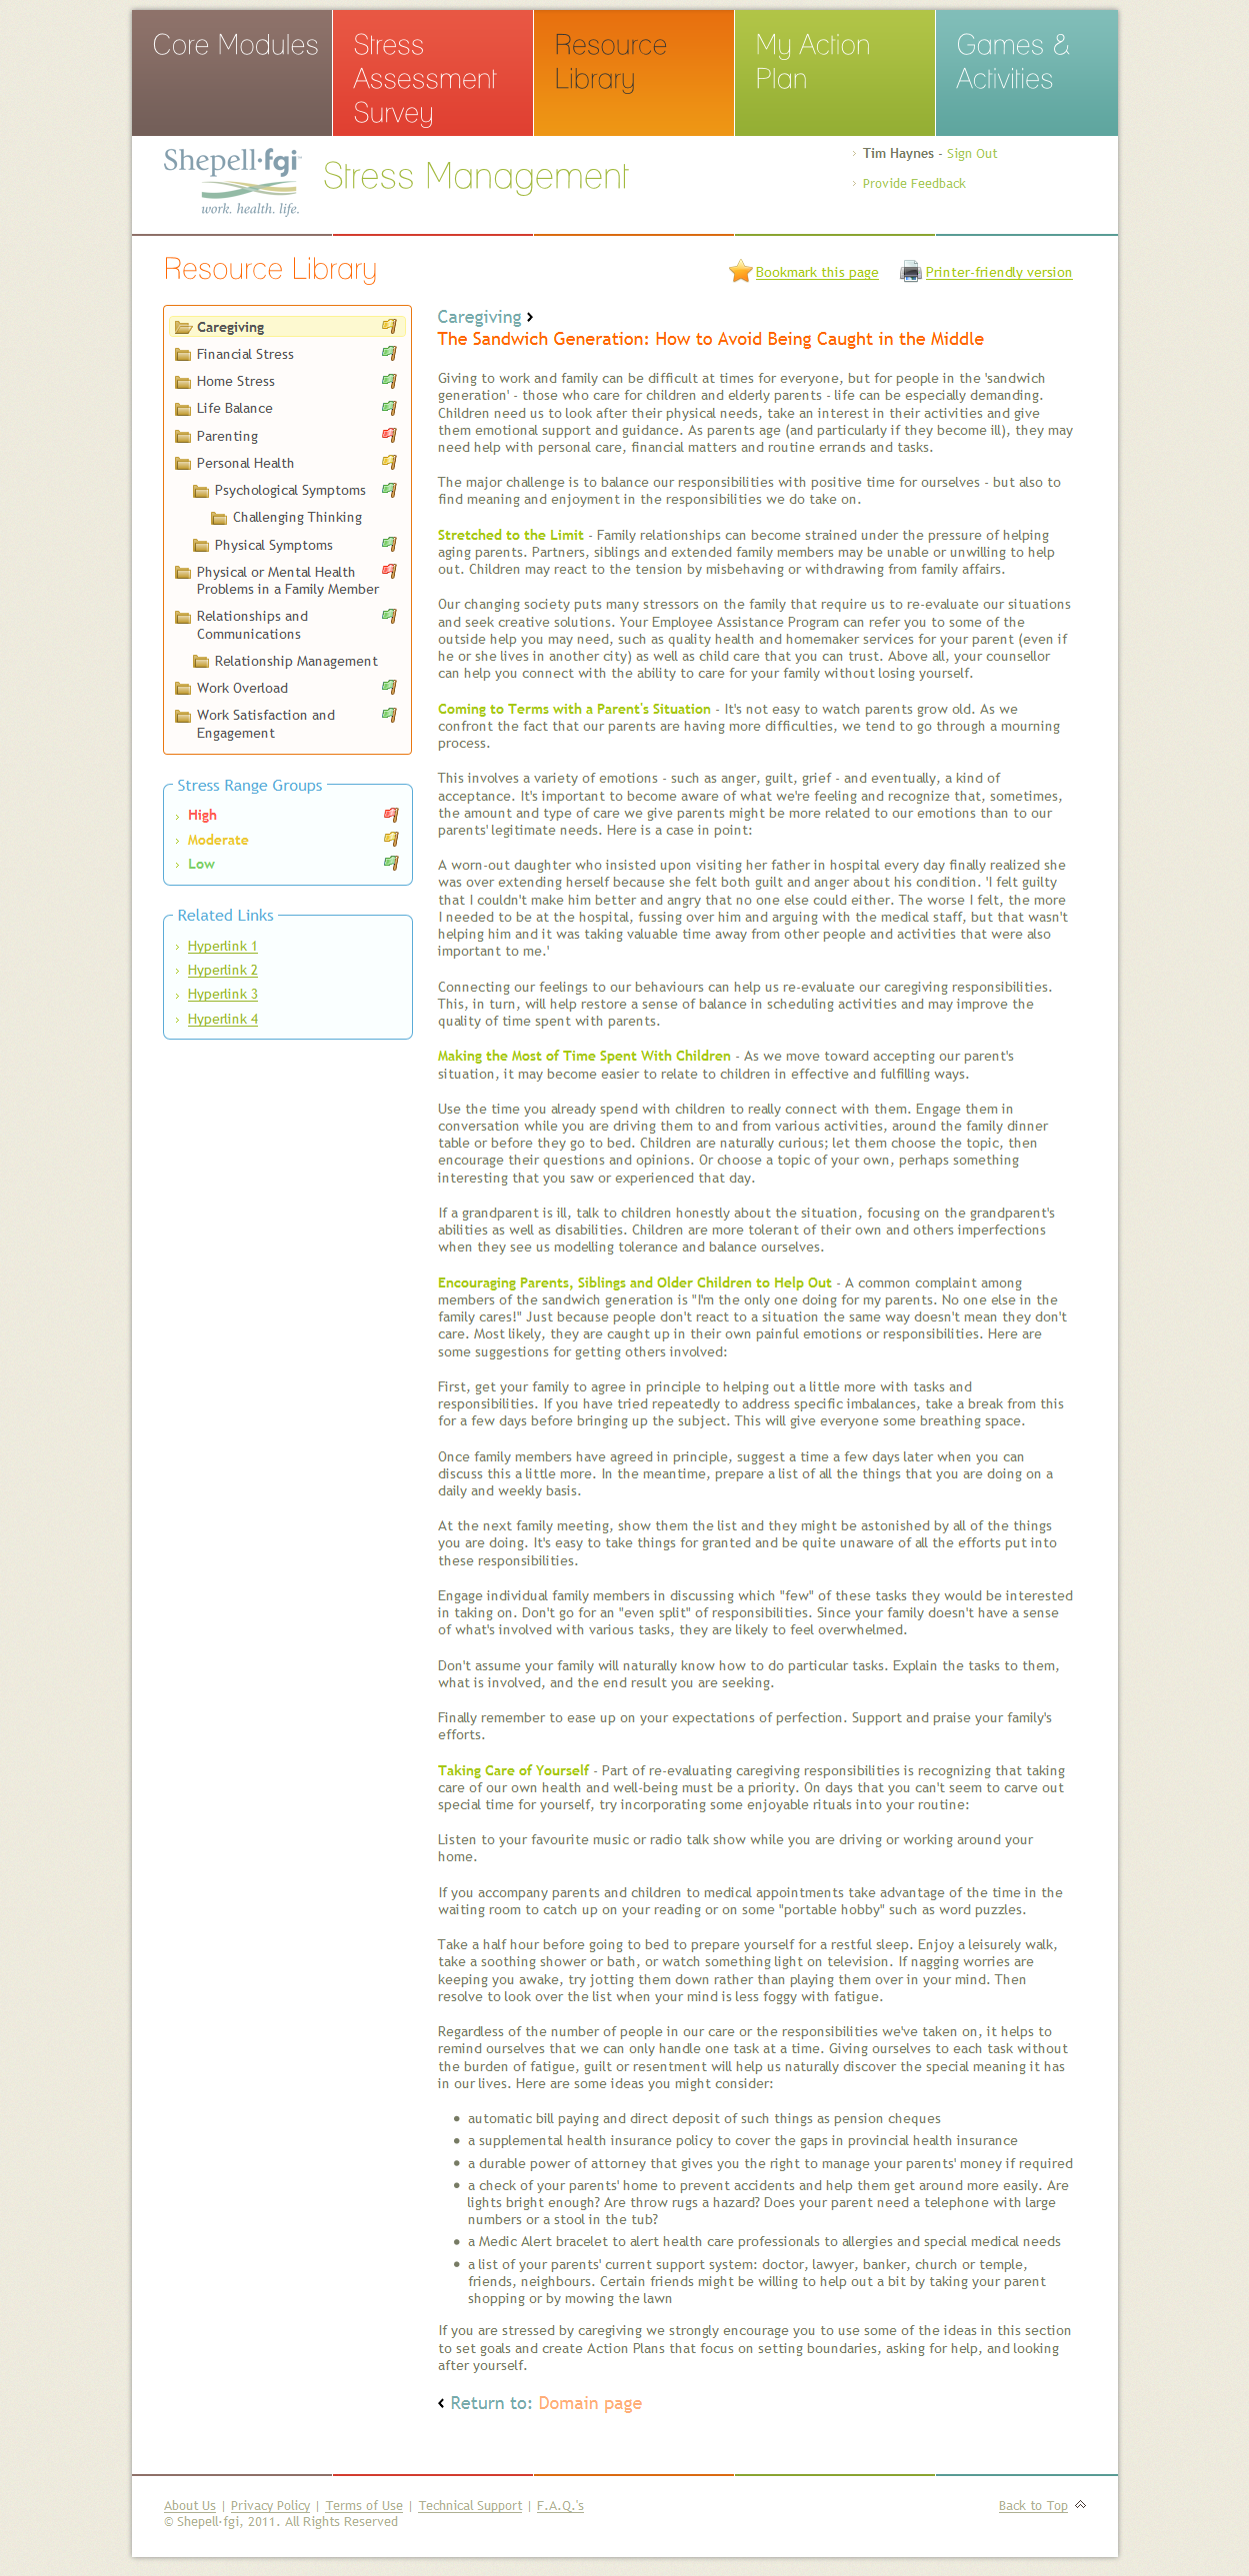 Core Modules
Stress
Assessment
Survey
Resource
Library
My Action
Plan
Games &
Activities
Shepell·fgi™
work. health. life.
Stress Management
Tim Haynes - Sign Out
Provide Feedback
Resource Library
Bookmark this page
Printer-friendly version
Caregiving
Financial Stress
Home Stress
Life Balance
Parenting
Personal Health
Psychological Symptoms
Challenging Thinking
Physical Symptoms
Physical or Mental Health
Problems in a Family Member
Relationships and
Communications
Relationship Management
Work Overload
Work Satisfaction and
Engagement
Stress Range Groups
High
Moderate
Low
Related Links
Hyperlink 1
Hyperlink 2
Hyperlink 3
Hyperlink 4
Caregiving
The Sandwich Generation: How to Avoid Being Caught in the Middle
Giving to work and family can be difficult at times for everyone, but for people in the 'sandwich
generation' - those who care for children and elderly parents - life can be especially demanding.
Children need us to look after their physical needs, take an interest in their activities and give
them emotional support and guidance. As parents age (and particularly if they become ill), they may
need help with personal care, financial matters and routine errands and tasks.
The major challenge is to balance our responsibilities with positive time for ourselves - but also to
find meaning and enjoyment in the responsibilities we do take on.
Stretched to the Limit - Family relationships can become strained under the pressure of helping
aging parents. Partners, siblings and extended family members may be unable or unwilling to help
out. Children may react to the tension by misbehaving or withdrawing from family affairs.
Our changing society puts many stressors on the family that require us to re-evaluate our situations
and seek creative solutions. Your Employee Assistance Program can refer you to some of the
outside help you may need, such as quality health and homemaker services for your parent (even if
he or she lives in another city) as well as child care that you can trust. Above all, your counsellor
can help you connect with the ability to care for your family without losing yourself.
Coming to Terms with a Parent's Situation - It's not easy to watch parents grow old. As we
confront the fact that our parents are having more difficulties, we tend to go through a mourning
process.
This involves a variety of emotions - such as anger, guilt, grief - and eventually, a kind of
acceptance. It's important to become aware of what we're feeling and recognize that, sometimes,
the amount and type of care we give parents might be more related to our emotions than to our
parents' legitimate needs. Here is a case in point:
A worn-out daughter who insisted upon visiting her father in hospital every day finally realized she
was over extending herself because she felt both guilt and anger about his condition. 'I felt guilty
that I couldn't make him better and angry that no one else could either. The worse I felt, the more
I needed to be at the hospital, fussing over him and arguing with the medical staff, but that wasn't
helping him and it was taking valuable time away from other people and activities that were also
important to me.'
Connecting our feelings to our behaviours can help us re-evaluate our caregiving responsibilities.
This, in turn, will help restore a sense of balance in scheduling activities and may improve the
quality of time spent with parents.
Making the Most of Time Spent With Children - As we move toward accepting our parent's
situation, it may become easier to relate to children in effective and fulfilling ways.
Use the time you already spend with children to really connect with them. Engage them in
conversation while you are driving them to and from various activities, around the family dinner
table or before they go to bed. Children are naturally curious; let them choose the topic, then
encourage their questions and opinions. Or choose a topic of your own, perhaps something
interesting that you saw or experienced that day.
If a grandparent is ill, talk to children honestly about the situation, focusing on the grandparent's
abilities as well as disabilities. Children are more tolerant of their own and others imperfections
when they see us modelling tolerance and balance ourselves.
Encouraging Parents, Siblings and Older Children to Help Out - A common complaint among
members of the sandwich generation is "I'm the only one doing for my parents. No one else in the
family cares!" Just because people don't react to a situation the same way doesn't mean they don't
care. Most likely, they are caught up in their own painful emotions or responsibilities. Here are
some suggestions for getting others involved:
First, get your family to agree in principle to helping out a little more with tasks and
responsibilities. If you have tried repeatedly to address specific imbalances, take a break from this
for a few days before bringing up the subject. This will give everyone some breathing space.
Once family members have agreed in principle, suggest a time a few days later when you can
discuss this a little more. In the meantime, prepare a list of all the things that you are doing on a
daily and weekly basis.
At the next family meeting, show them the list and they might be astonished by all of the things
you are doing. It's easy to take things for granted and be quite unaware of all the efforts put into
these responsibilities.
Engage individual family members in discussing which "few" of these tasks they would be interested
in taking on. Don't go for an "even split" of responsibilities. Since your family doesn't have a sense
of what's involved with various tasks, they are likely to feel overwhelmed.
Don't assume your family will naturally know how to do particular tasks. Explain the tasks to them,
what is involved, and the end result you are seeking.
Finally remember to ease up on your expectations of perfection. Support and praise your family's
efforts.
Taking Care of Yourself - Part of re-evaluating caregiving responsibilities is recognizing that taking
care of our own health and well-being must be a priority. On days that you can't seem to carve out
special time for yourself, try incorporating some enjoyable rituals into your routine:
Listen to your favourite music or radio talk show while you are driving or working around your
home.
If you accompany parents and children to medical appointments take advantage of the time in the
waiting room to catch up on your reading or on some "portable hobby" such as word puzzles.
Take a half hour before going to bed to prepare yourself for a restful sleep. Enjoy a leisurely walk,
take a soothing shower or bath, or watch something light on television. If nagging worries are
keeping you awake, try jotting them down rather than playing them over in your mind. Then
resolve to look over the list when your mind is less foggy with fatigue.
Regardless of the number of people in our care or the responsibilities we've taken on, it helps to
remind ourselves that we can only handle one task at a time. Giving ourselves to each task without
the burden of fatigue, guilt or resentment will help us naturally discover the special meaning it has
in our lives. Here are some ideas you might consider:
• automatic bill paying and direct deposit of such things as pension cheques
• a supplemental health insurance policy to cover the gaps in provincial health insurance
• a durable power of attorney that gives you the right to manage your parents' money if required
• a check of your parents' home to prevent accidents and help them get around more easily. Are
lights bright enough? Are throw rugs a hazard? Does your parent need a telephone with large
numbers or a stool in the tub?
• a Medic Alert bracelet to alert health care professionals to allergies and special medical needs
• a list of your parents' current support system: doctor, lawyer, banker, church or temple,
friends, neighbours. Certain friends might be willing to help out a bit by taking your parent
shopping or by mowing the lawn
If you are stressed by caregiving we strongly encourage you to use some of the ideas in this section
to set goals and create Action Plans that focus on setting boundaries, asking for help, and looking
after yourself.
Return to: Domain page
About Us | Privacy Policy | Terms of Use | Technical Support | F.A.Q.'s
Back to Top
© Shepell·fgi, 2011. All Rights Reserved